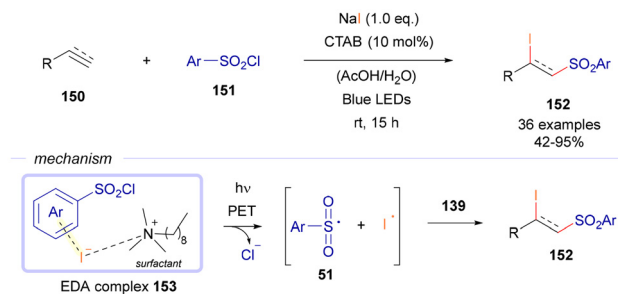 R
150
+
Ar-SO2Cl
151
NaI (1.0 eq.)
CTAB (10 mol%)
(AcOH/H2O)
Blue LEDs
rt, 15 h
I
R
SO2Ar
152
36 examples
42-95%
mechanism
SO2Cl
Ar
I−
N+
8
surfactant
EDA complex 153
hν
PET
Cl−
O
Ar-S•
O
51
+
I•
139
I
R
SO2Ar
152